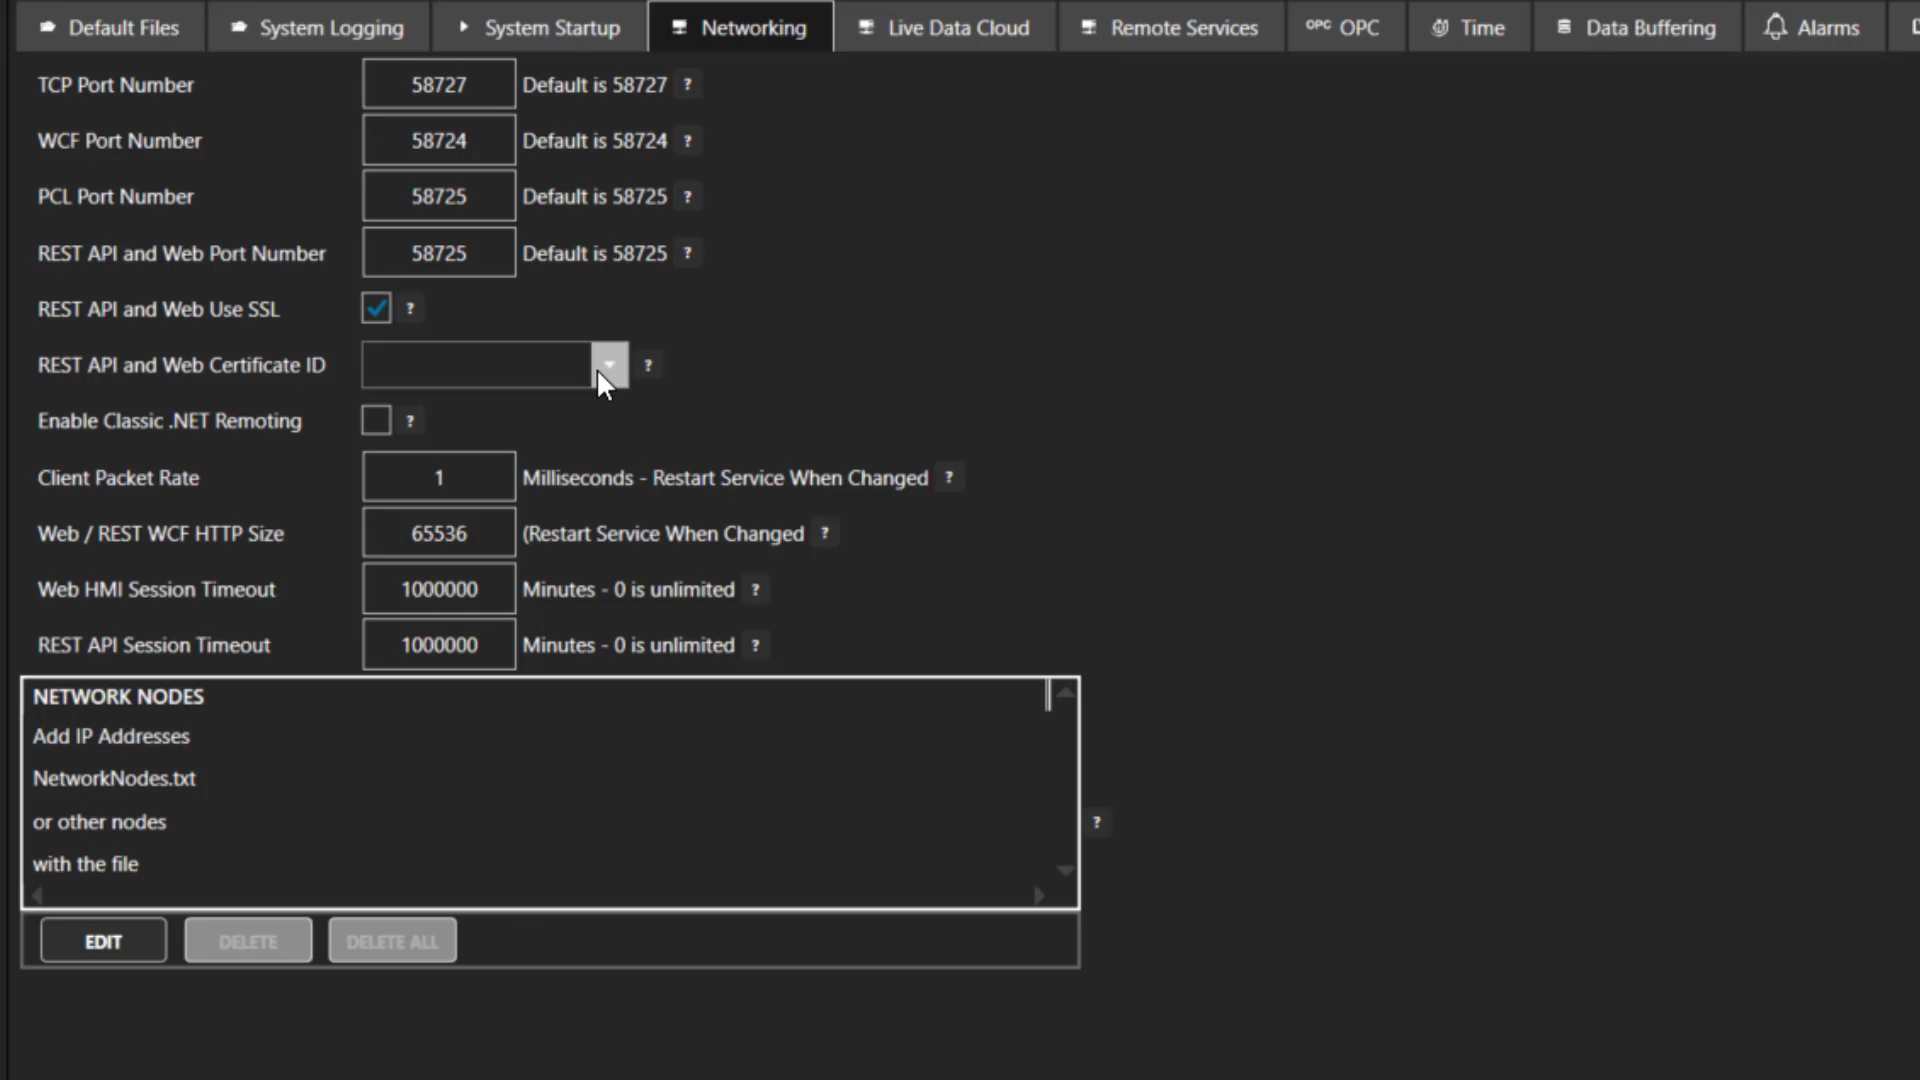 Default Files System Logging System Startup Networking Live Data Cloud Remote Services OPC OPC Time Data Buffering Alarms
TCP Port Number 58727 Default is 58727 ?
WCF Port Number 58724 Default is 58724 ?
PCL Port Number 58725 Default is 58725 ?
REST API and Web Port Number 58725 Default is 58725 ?
REST API and Web Use SSL ?
REST API and Web Certificate ID ?
Enable Classic .NET Remoting ?
Client Packet Rate 1 Milliseconds - Restart Service When Changed ?
Web / REST WCF HTTP Size 65536 (Restart Service When Changed ?
Web HMI Session Timeout 1000000 Minutes - 0 is unlimited ?
REST API Session Timeout 1000000 Minutes - 0 is unlimited ?
NETWORK NODES
Add IP Addresses
NetworkNodes.txt
or other nodes ?
with the file
EDIT DELETE DELETE ALL